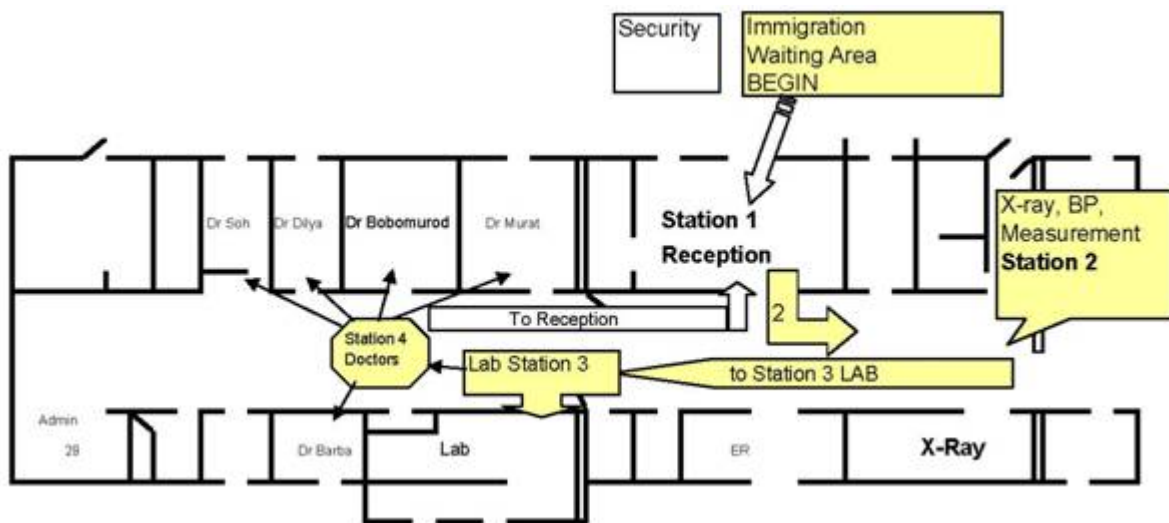 Security
Immigration
Waiting Area
BEGIN
Dr Soh
Dr Dilya
Dr Bobomurod
Dr Murat
Station 1
Reception
X-ray, BP,
Measurement
Station 2
To Reception
2
Station 4
Doctors
Lab Station 3
to Station 3 LAB
Admin
28
Dr Barba
Lab
ER
X-Ray